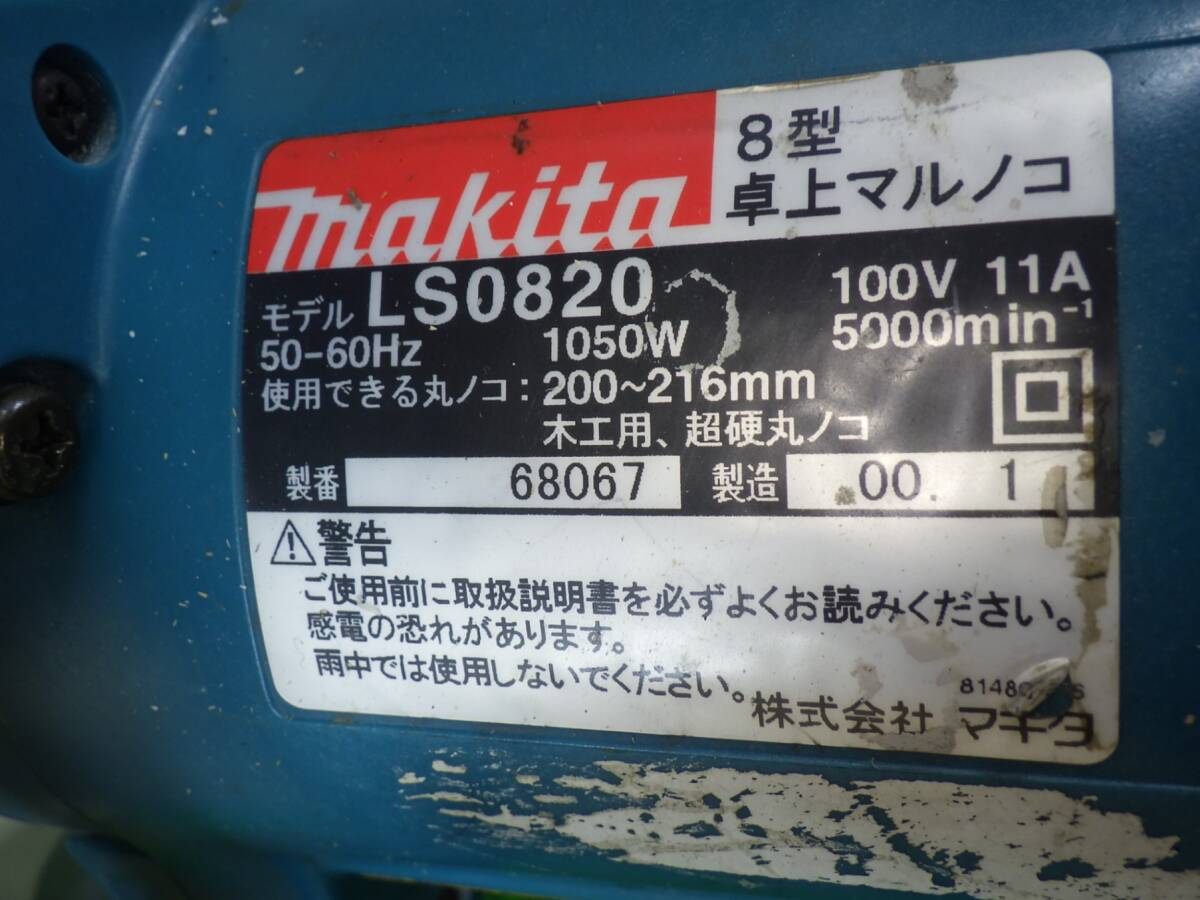 makita
8型
卓上マルノコ
モデル LS0820
100V 11A
50-60Hz 1050W 5000min⁻¹
使用できる丸ノコ：200~216mm
木工用、超硬丸ノコ
製番 68067 製造 00. 1
警告
ご使用前に取扱説明書を必ずよくお読みください。
感電の恐れがあります。
雨中では使用しないでください。
株式会社 マキタ